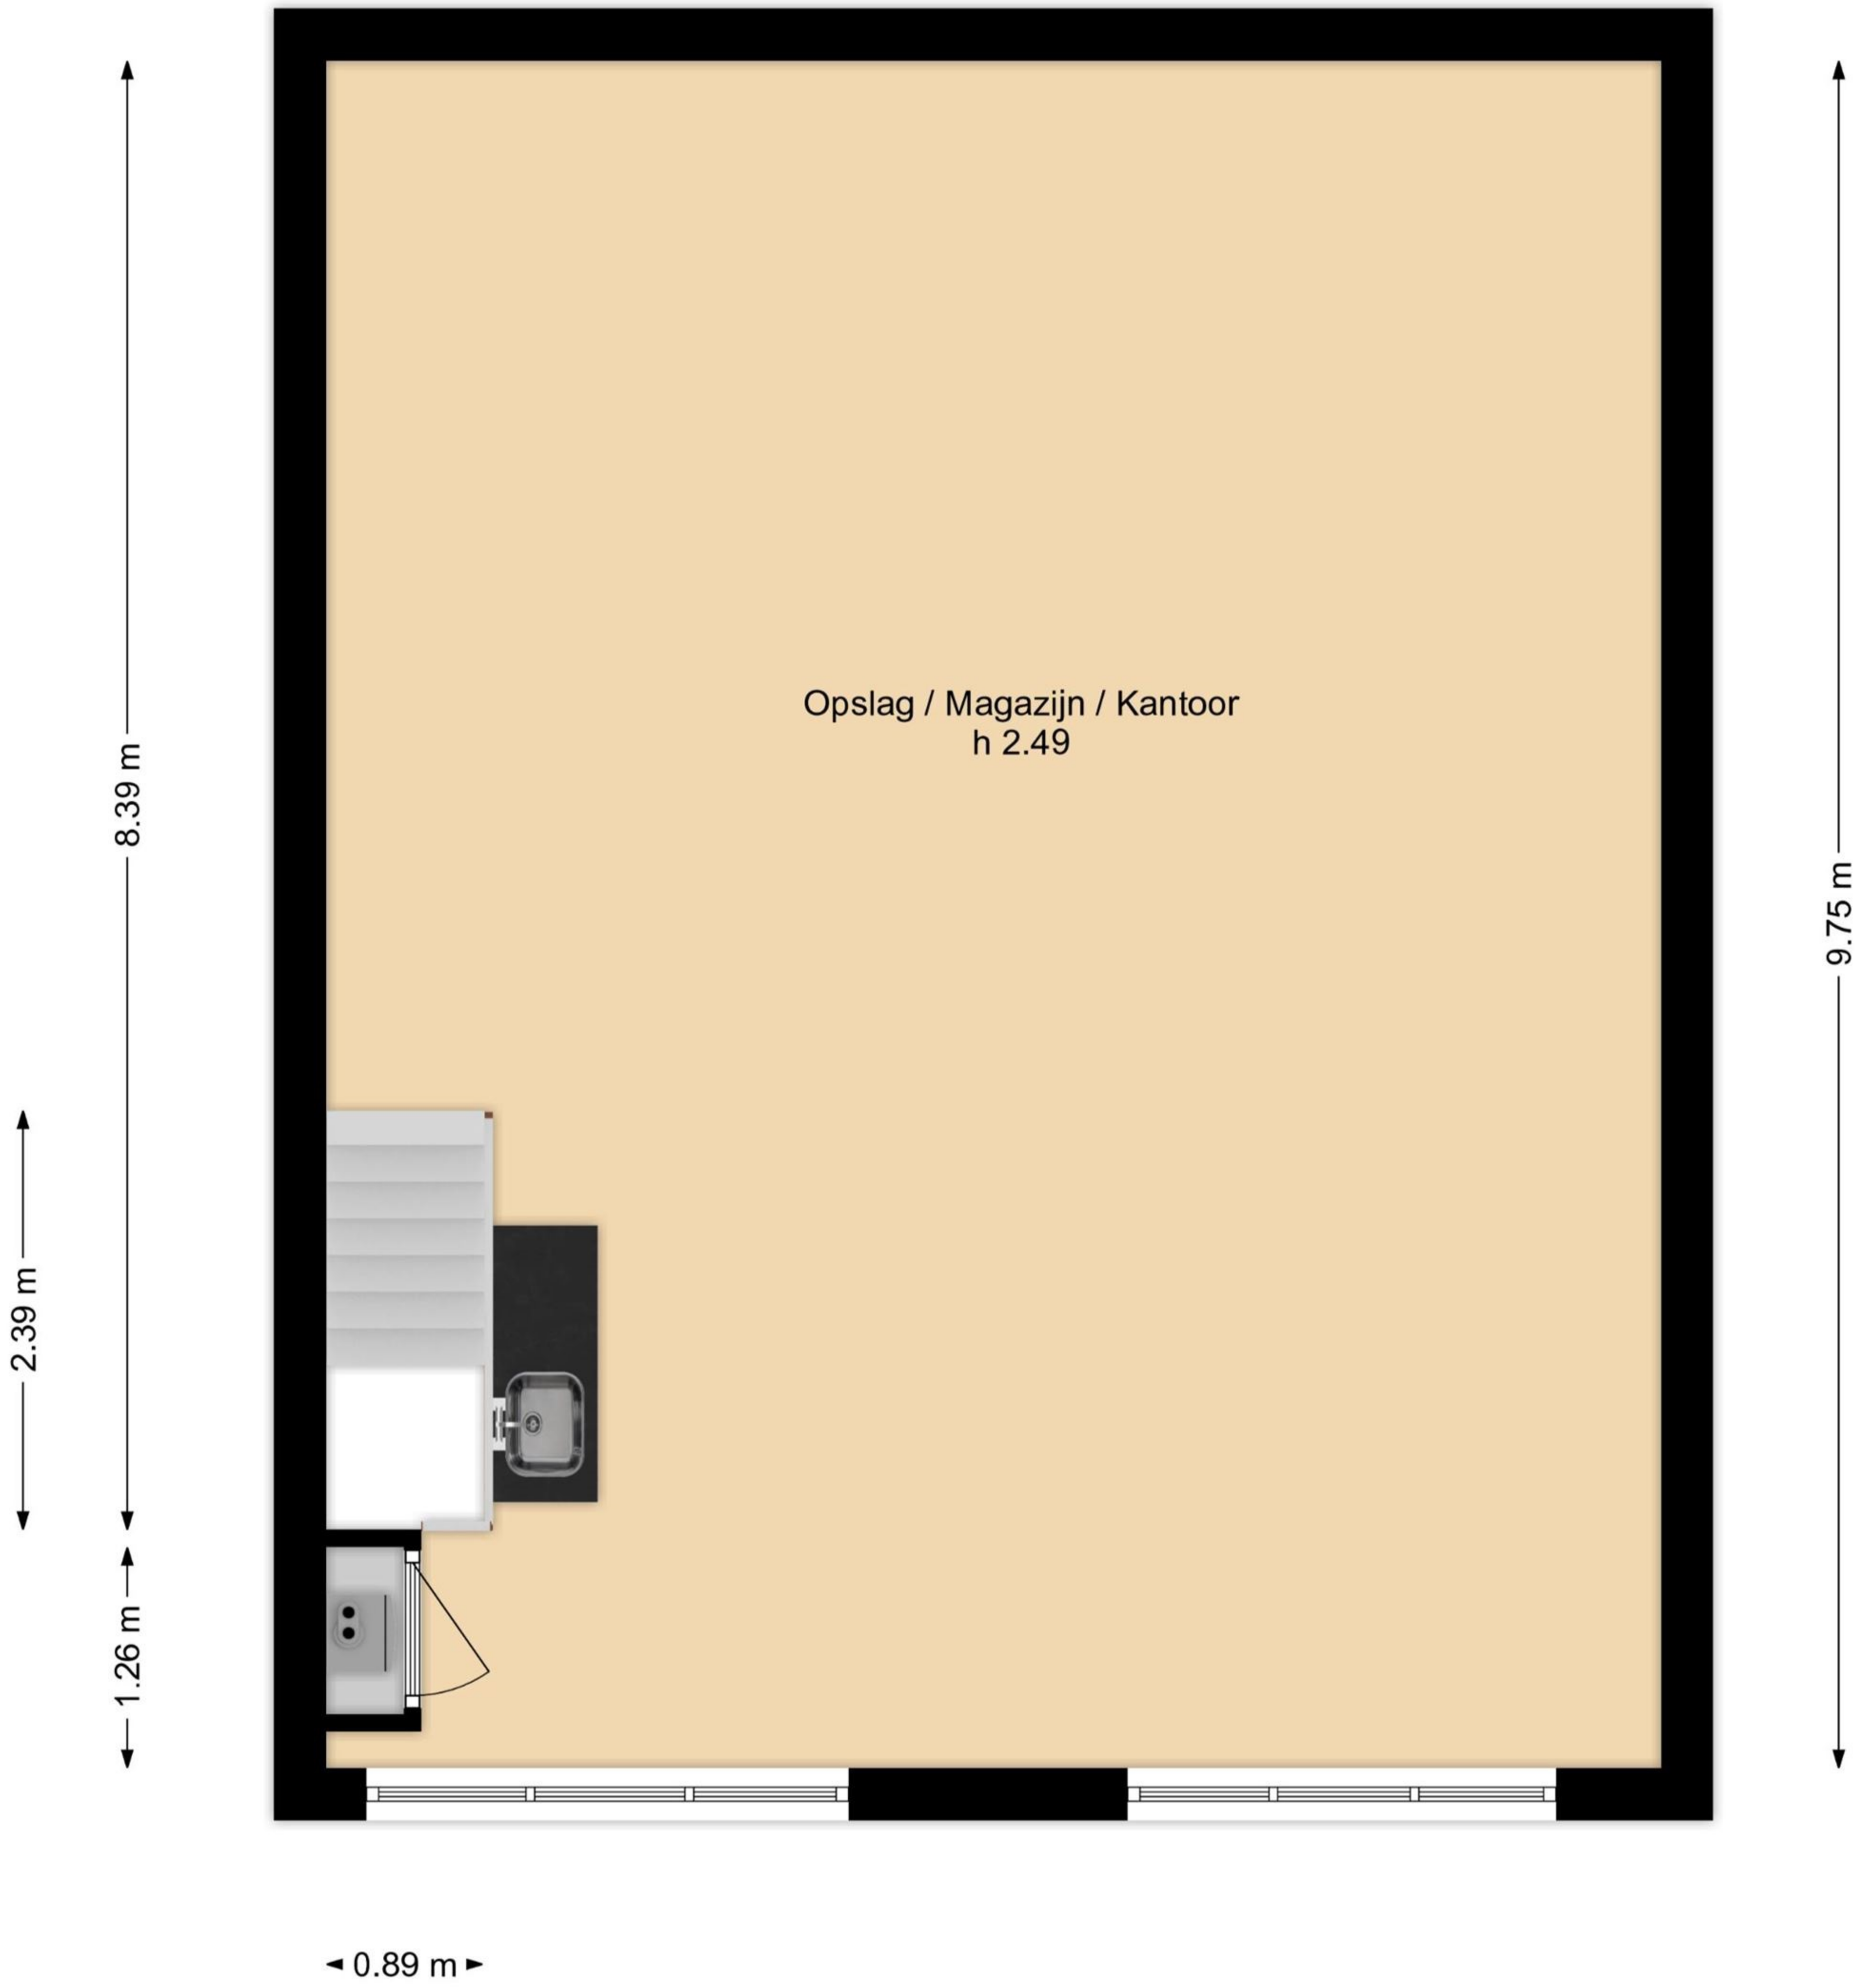 8.39 m
Opslag / Magazijn / Kantoor
h 2.49
9.75 m
2.39 m
1.26 m
0.89 m